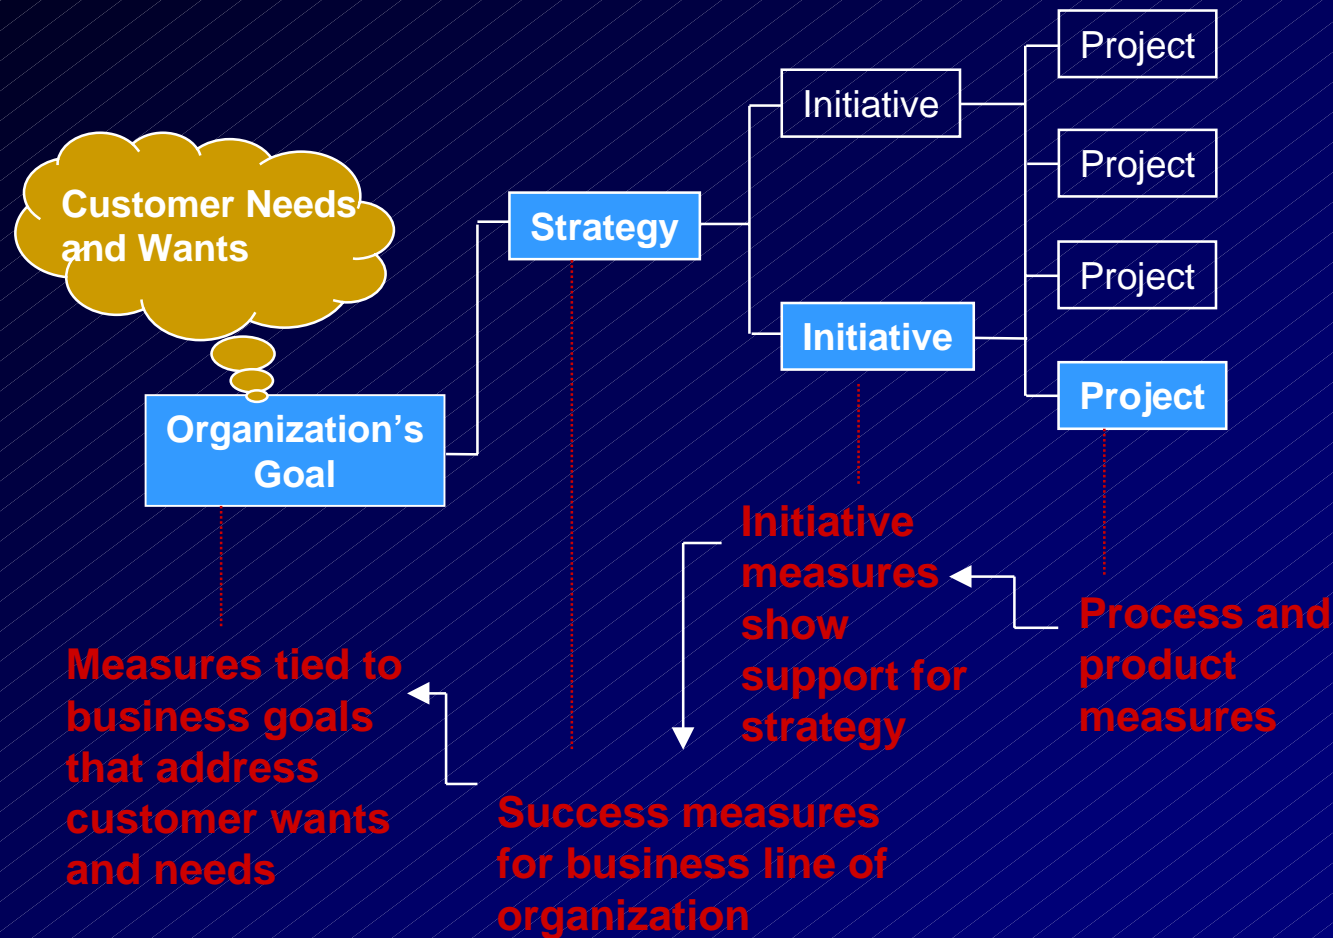 Project
Initiative
Project
Customer Needs
and Wants
Strategy
Project
Initiative
Project
Organization’s
Goal
Initiative
measures
show
support for
strategy
Process and
product
measures
Measures tied to
business goals
that address
customer wants
and needs
Success measures
for business line of
organization